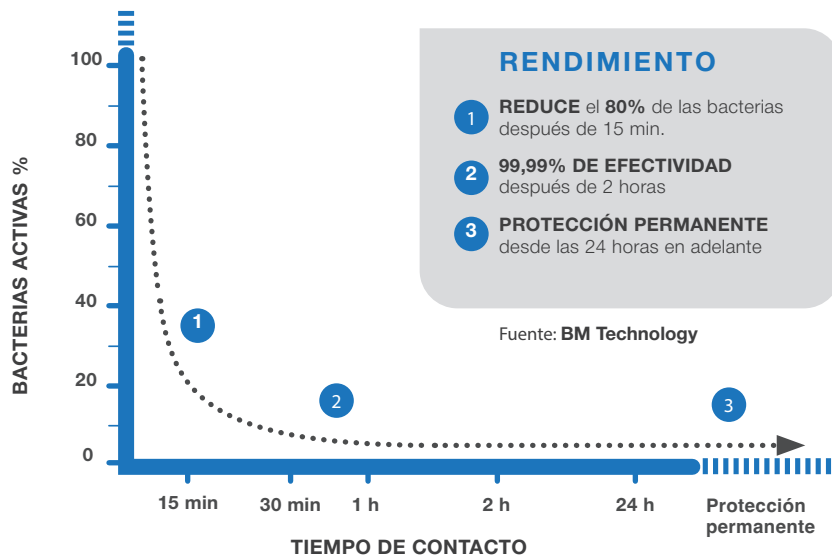 BACTERIAS ACTIVAS %
100
80
60
40
20
0
1
2
3
15 min
30 min
1 h
2 h
24 h
Protección
permanente
TIEMPO DE CONTACTO
RENDIMIENTO
1
REDUCE el 80% de las bacterias
después de 15 min.
2
99,99% DE EFECTIVIDAD
después de 2 horas
3
PROTECCIÓN PERMANENTE
desde las 24 horas en adelante
Fuente: BM Technology